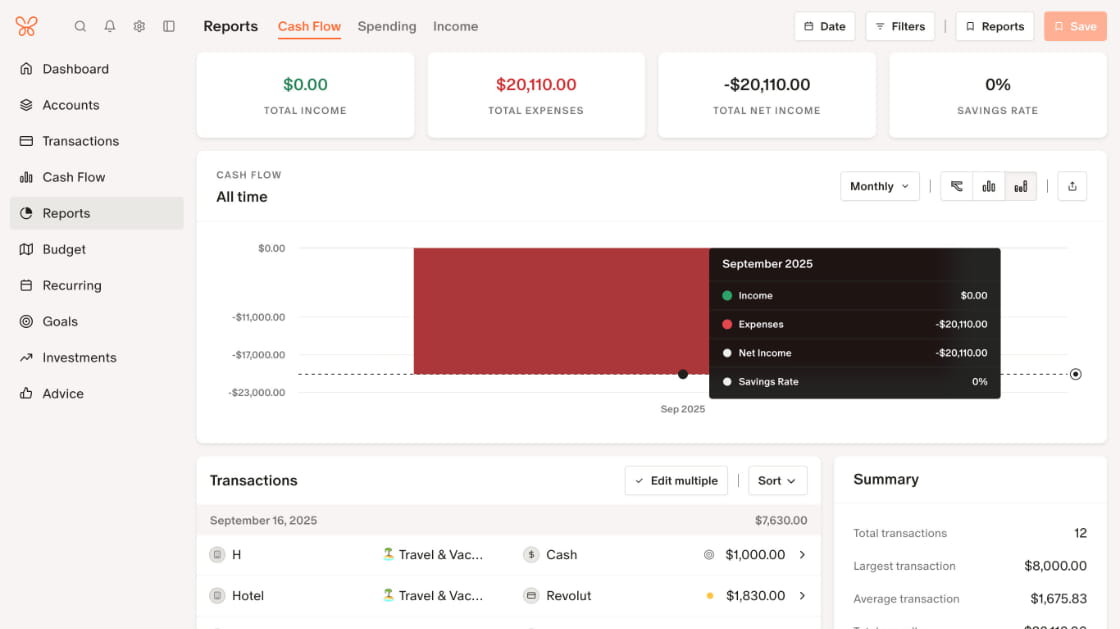 Reports Cash Flow Spending Income Date Filters Reports Save
Dashboard
Accounts
Transactions
Cash Flow
Reports
Budget
Recurring
Goals
Investments
Advice
$0.00 $20,110.00 -$20,110.00 0%
TOTAL INCOME TOTAL EXPENSES TOTAL NET INCOME SAVINGS RATE
CASH FLOW
All time
Monthly
$0.00
-$11,000.00
-$17,000.00
-$23,000.00
Sep 2025
September 2025
Income $0.00
Expenses -$20,110.00
Net Income -$20,110.00
Savings Rate 0%
Transactions Edit multiple Sort
September 16, 2025 $7,630.00
H Travel & Vac... $ Cash $1,000.00
Hotel Travel & Vac... Revolut $1,830.00
Summary
Total transactions 12
Largest transaction $8,000.00
Average transaction $1,675.83